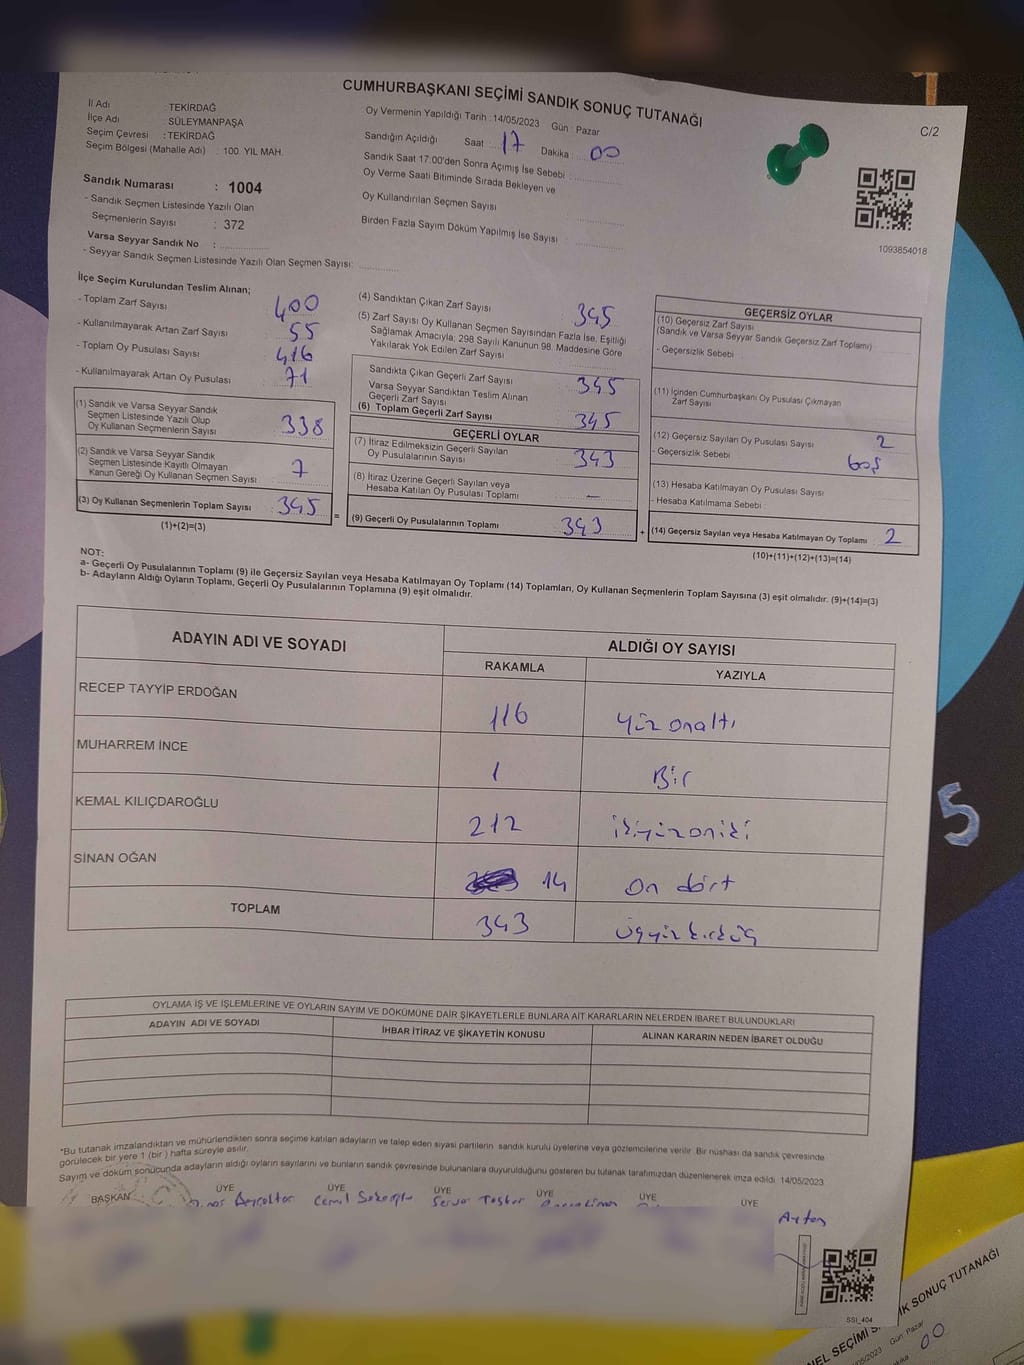 CUMHURBAŞKANI SEÇİMİ SANDIK SONUÇ TUTANAĞI
C/2
İl Adı : TEKİRDAĞ
İlçe Adı : SÜLEYMANPAŞA
Seçim Çevresi : TEKİRDAĞ
Seçim Bölgesi (Mahalle Adı) : 100. YIL MAH.
Oy Vermenin Yapıldığı Tarih : 14/05/2023 Gün : Pazar
Sandığın Açıldığı Saat 17 Dakika : 00
Sandık Saat 17:00'den Sonra Açımış İse Sebebi :
Oy Verme Saati Bitiminde Sırada Bekleyen ve
Oy Kullandırılan Seçmen Sayısı
Birden Fazla Sayım Döküm Yapılmış İse Sayısı
1093854018
Sandık Numarası : 1004
- Sandık Seçmen Listesinde Yazılı Olan
Seçmenlerin Sayısı : 372
Varsa Seyyar Sandık No :
- Seyyar Sandık Seçmen Listesinde Yazılı Olan Seçmen Sayısı:
İlçe Seçim Kurulundan Teslim Alınan;
- Toplam Zarf Sayısı 400
- Kullanılmayarak Artan Zarf Sayısı 55
- Toplam Oy Pusulası Sayısı 416
- Kullanılmayarak Artan Oy Pusulası 71
(1) Sandık ve Varsa Seyyar Sandık
Seçmen Listesinde Yazılı Olup
Oy Kullanan Seçmenlerin Sayısı 338
(2) Sandık ve Varsa Seyyar Sandık
Seçmen Listesinde Kayıtlı Olmayan
Kanun Gereği Oy Kullanan Seçmen Sayısı 7
(3) Oy Kullanan Seçmenlerin Toplam Sayısı 345
(1)+(2)=(3)
=
(4) Sandıktan Çıkan Zarf Sayısı 345
(5) Zarf Sayısı Oy Kullanan Seçmen Sayısından Fazla İse, Eşitliği
Sağlamak Amacıyla; 298 Sayılı Kanunun 98. Maddesine Göre
Yakılarak Yok Edilen Zarf Sayısı
Sandıkta Çıkan Geçerli Zarf Sayısı 345
Varsa Seyyar Sandıktan Teslim Alınan
Geçerli Zarf Sayısı
(6) Toplam Geçerli Zarf Sayısı 345
GEÇERLİ OYLAR
(7) İtiraz Edilmeksizin Geçerli Sayılan
Oy Pusulalarının Sayısı 343
(8) İtiraz Üzerine Geçerli Sayılan veya
Hesaba Katılan Oy Pusulası Toplamı –
(9) Geçerli Oy Pusulalarının Toplamı 343
+
GEÇERSİZ OYLAR
(10) Geçersiz Zarf Sayısı
(Sandık ve Varsa Seyyar Sandık Geçersiz Zarf Toplamı)
- Geçersizlik Sebebi
(11) İçinden Cumhurbaşkanı Oy Pusulası Çıkmayan
Zarf Sayısı
(12) Geçersiz Sayılan Oy Pusulası Sayısı 2
- Geçersizlik Sebebi boş
(13) Hesaba Katılmayan Oy Pusulası Sayısı
- Hesaba Katılmama Sebebi :
(14) Geçersiz Sayılan veya Hesaba Katılmayan Oy Toplamı 2
(10)+(11)+(12)+(13)=(14)
NOT:
a- Geçerli Oy Pusulalarının Toplamı (9) ile Geçersiz Sayılan veya Hesaba Katılmayan Oy Toplamı (14) Toplamları, Oy Kullanan Seçmenlerin Toplam Sayısına (3) eşit olmalıdır. (9)+(14)=(3)
b- Adayların Aldığı Oyların Toplamı, Geçerli Oy Pusulalarının Toplamına (9) eşit olmalıdır.
ADAYIN ADI VE SOYADI ALDIĞI OY SAYISI
RAKAMLA YAZIYLA
RECEP TAYYİP ERDOĞAN 116 Yüz onaltı
MUHARREM İNCE 1 Bir
KEMAL KILIÇDAROĞLU 212 ikiyüzoniki
SİNAN OĞAN 14 on dört
TOPLAM 343 üçyüz kırküç
5
OYLAMA İŞ VE İŞLEMLERİNE VE OYLARIN SAYIM VE DÖKÜMÜNE DAİR ŞİKAYETLERLE BUNLARA AİT KARARLARIN NELERDEN İBARET BULUNDUKLARI
ADAYIN ADI VE SOYADI İHBAR İTİRAZ VE ŞİKAYETİN KONUSU ALINAN KARARIN NEDEN İBARET OLDUĞU
*Bu tutanak imzalandıktan ve mühürlendikten sonra seçime katılan adayların ve talep eden siyasi partilerin sandık kurulu üyelerine veya gözlemcilerine verilir. Bir nüshası da sandık çevresinde
görülecek bir yere 1 (bir) hafta süreyle asılır.
Sayım ve döküm sonucunda adayların aldığı oyların sayılarını ve bunların sandık çevresinde bulunanlara duyurulduğunu gösteren bu tutanak tarafımızdan düzenlenerek imza edildi. 14/05/2023
BAŞKAN ÜYE ÜYE ÜYE ÜYE ÜYE ÜYE
Cemil
Servar
SSİ_404
SANDIK SONUÇ TUTANAĞI
Gün : Pazar
00